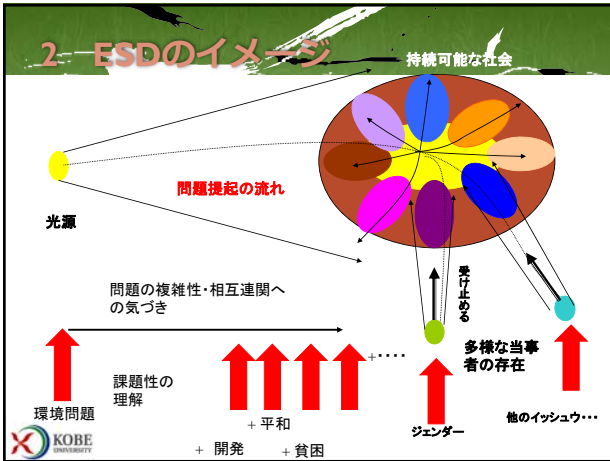 2 ESDのイメージ
持続可能な社会
問題提起の流れ
光源
問題の複雑性・相互連関へ
の気づき
受け止める
課題性の
理解
+・・・・
多様な当事
者の存在
環境問題
+ 平和
+ 開発
+ 貧困
ジェンダー
他のイッシュウ・・・
KOBE
UNIVERSITY